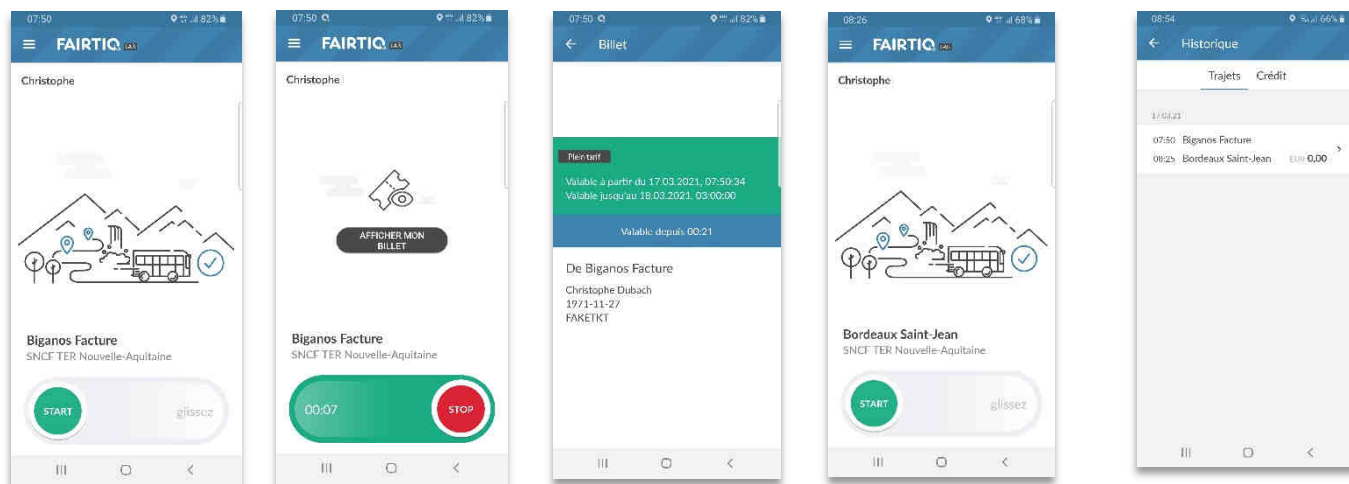 07:50 82%
FAIRTIQ LAB
Christophe
Biganos Facture
SNCF TER Nouvelle-Aquitaine
START glissez
07:50 82%
FAIRTIQ LAB
Christophe
AFFICHER MON
BILLET
Biganos Facture
SNCF TER Nouvelle-Aquitaine
00:07 STOP
07:50 82%
Billet
Plein tarif
Valable à partir du 17.03.2021, 07:50:34
Valable jusqu'au 18.03.2021, 03:00:00
Valable depuis 00:21
De Biganos Facture
Christophe Dubach
1971-11-27
FAKETKT
08:26 68%
FAIRTIQ LAB
Christophe
Bordeaux Saint-Jean
SNCF TER Nouvelle-Aquitaine
START glissez
08:54 66%
Historique
Trajets Crédit
17.03.21
07:50 Biganos Facture
08:25 Bordeaux Saint-Jean EUR 0,00